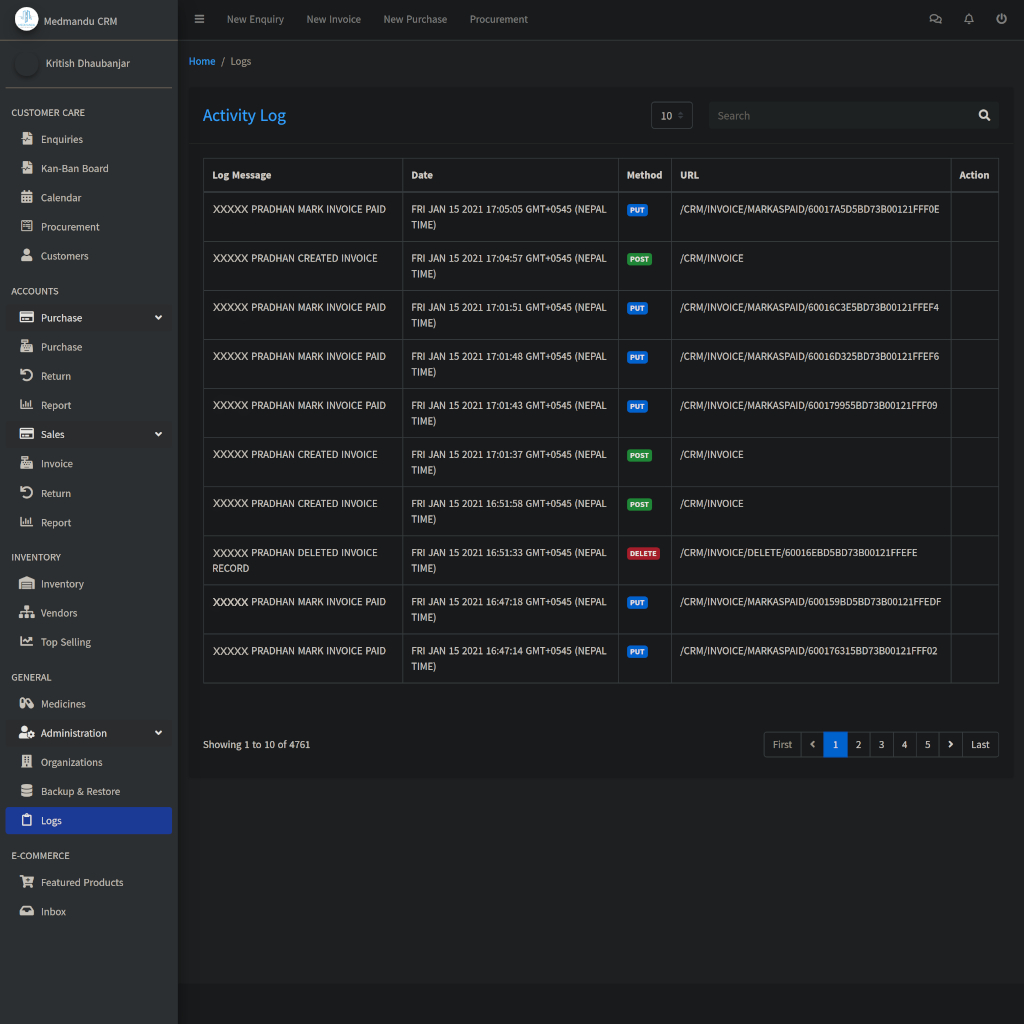 Medmandu CRM
New Enquiry New Invoice New Purchase Procurement
Kritish Dhaubanjar
CUSTOMER CARE
Enquiries
Kan-Ban Board
Calendar
Procurement
Customers
ACCOUNTS
Purchase
Purchase
Return
Report
Sales
Invoice
Return
Report
INVENTORY
Inventory
Vendors
Top Selling
GENERAL
Medicines
Administration
Organizations
Backup & Restore
Logs
E-COMMERCE
Featured Products
Inbox
Home / Logs
Activity Log
10
Search
Log Message Date Method URL Action
XXXXX PRADHAN MARK INVOICE PAID FRI JAN 15 2021 17:05:05 GMT+0545 (NEPAL PUT /CRM/INVOICE/MARKASPAID/60017A5D5BD73B00121FFF0E
TIME)
XXXXX PRADHAN CREATED INVOICE FRI JAN 15 2021 17:04:57 GMT+0545 (NEPAL POST /CRM/INVOICE
TIME)
XXXXX PRADHAN MARK INVOICE PAID FRI JAN 15 2021 17:01:51 GMT+0545 (NEPAL PUT /CRM/INVOICE/MARKASPAID/60016C3E5BD73B00121FFEF4
TIME)
XXXXX PRADHAN MARK INVOICE PAID FRI JAN 15 2021 17:01:48 GMT+0545 (NEPAL PUT /CRM/INVOICE/MARKASPAID/60016D325BD73B00121FFEF6
TIME)
XXXXX PRADHAN MARK INVOICE PAID FRI JAN 15 2021 17:01:43 GMT+0545 (NEPAL PUT /CRM/INVOICE/MARKASPAID/600179955BD73B00121FFF09
TIME)
XXXXX PRADHAN CREATED INVOICE FRI JAN 15 2021 17:01:37 GMT+0545 (NEPAL POST /CRM/INVOICE
TIME)
XXXXX PRADHAN CREATED INVOICE FRI JAN 15 2021 16:51:58 GMT+0545 (NEPAL POST /CRM/INVOICE
TIME)
XXXXX PRADHAN DELETED INVOICE FRI JAN 15 2021 16:51:33 GMT+0545 (NEPAL DELETE /CRM/INVOICE/DELETE/60016EBD5BD73B00121FFEFE
RECORD TIME)
XXXXX PRADHAN MARK INVOICE PAID FRI JAN 15 2021 16:47:18 GMT+0545 (NEPAL PUT /CRM/INVOICE/MARKASPAID/600159BD5BD73B00121FFEDF
TIME)
XXXXX PRADHAN MARK INVOICE PAID FRI JAN 15 2021 16:47:14 GMT+0545 (NEPAL PUT /CRM/INVOICE/MARKASPAID/600176315BD73B00121FFF02
TIME)
Showing 1 to 10 of 4761
First 1 2 3 4 5 Last